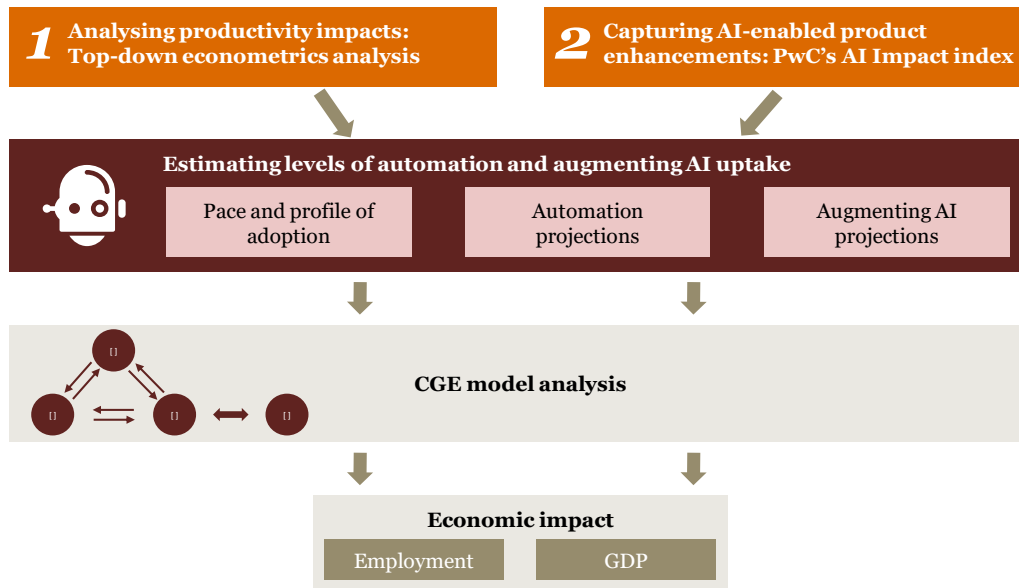 1
Analysing productivity impacts:
Top-down econometrics analysis
2
Capturing AI-enabled product
enhancements: PwC's AI Impact index
Estimating levels of automation and augmenting AI uptake
Pace and profile of
adoption
Automation
projections
Augmenting AI
projections
[ ]
CGE model analysis
[ ]
[ ]
[ ]
Economic impact
Employment
GDP